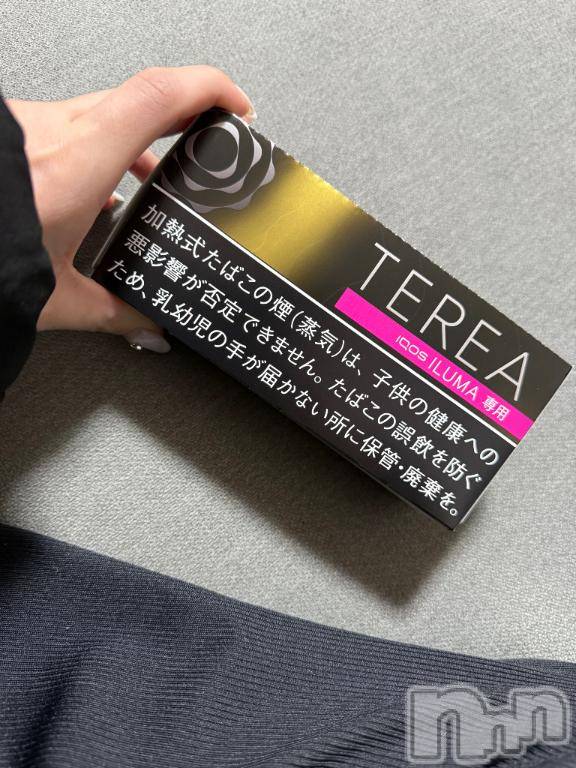 TEREA
IQOS ILUMA 専用
加熱式たばこの煙(蒸気)は、子供の健康への
悪影響が否定できません。たばこの誤飲を防ぐ
ため、乳幼児の手が届かない所に保管・廃棄を。
nn